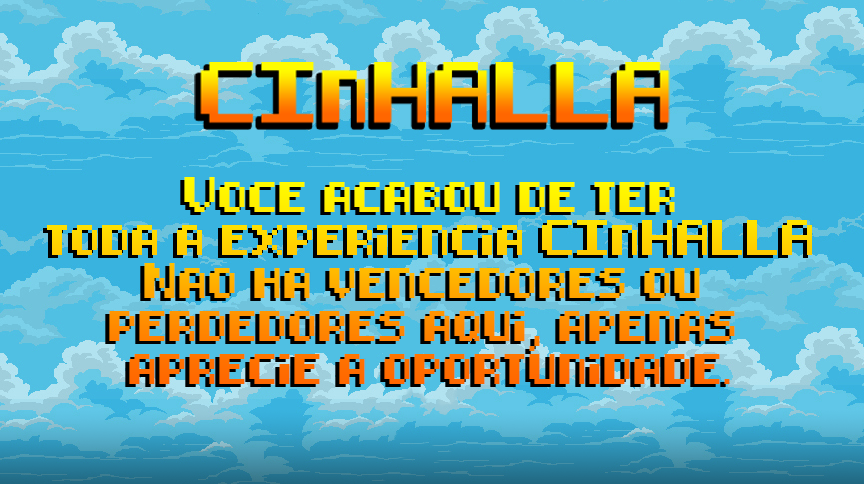 CInHALLA
Voce acabou de ter
toda a experiencia CInHALLA
Nao ha vencedores ou
perdedores aqui, apenas
aprecie a oportunidade.